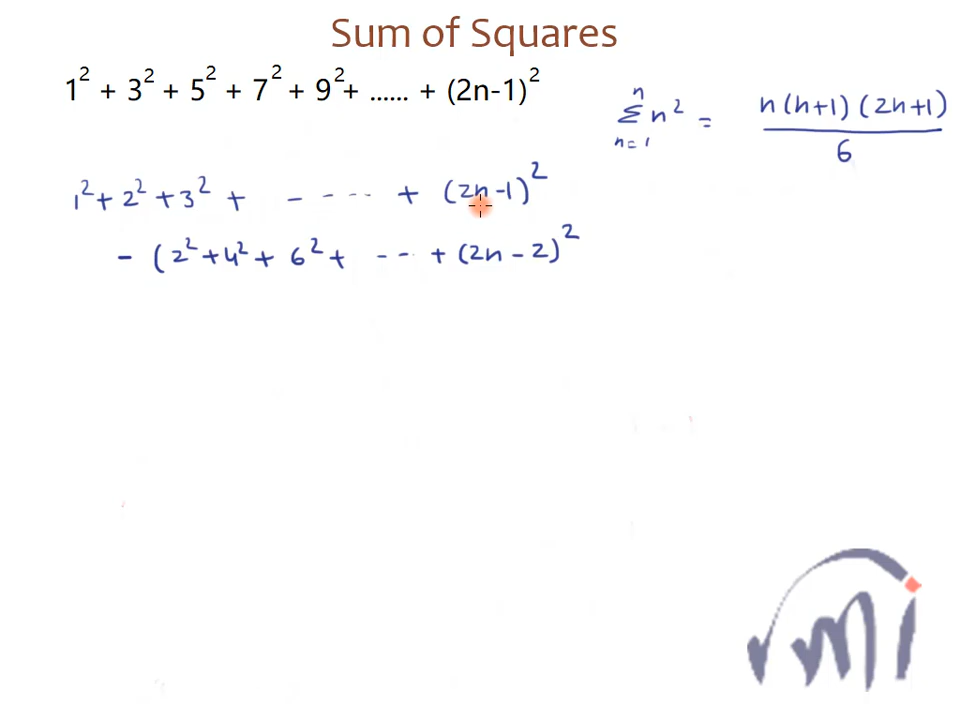 Sum of Squares
1² + 3² + 5² + 7² + 9²+ ...... + (2n-1)²
n
Σ n² = n(n+1)(2n+1)
n=1
6
1² + 2² + 3² + - - - - - + (2n-1)²
- (2² + 4² + 6² + - - - + (2n - 2)²
vmi